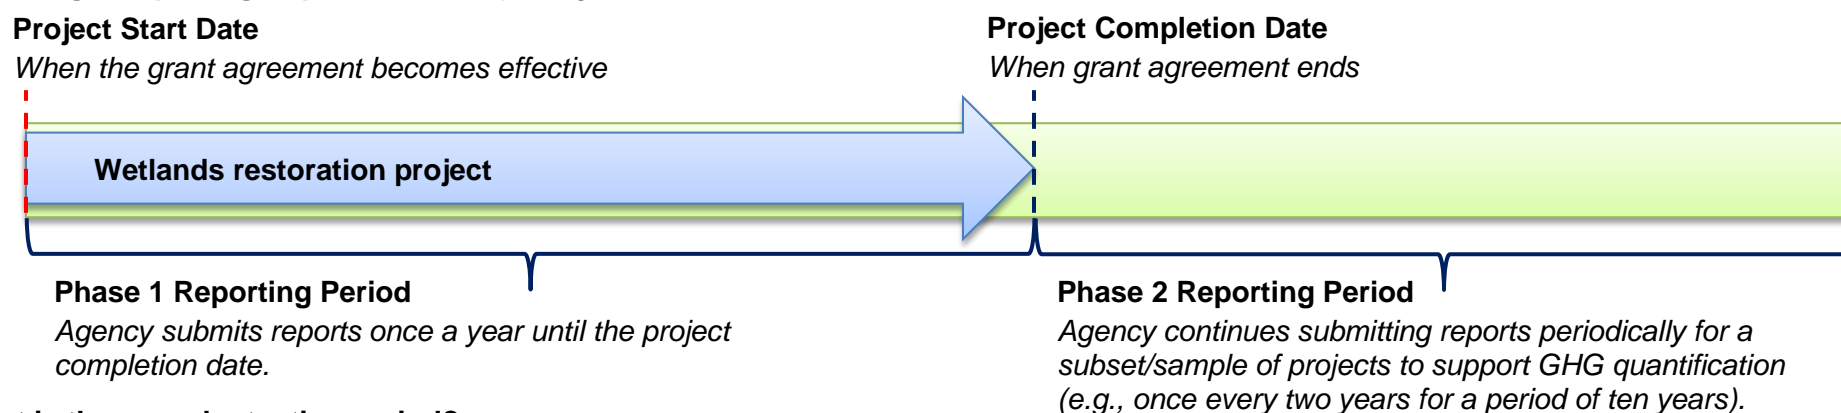 Project Start Date
When the grant agreement becomes effective
Project Completion Date
When grant agreement ends
Wetlands restoration project
Phase 1 Reporting Period
Agency submits reports once a year until the project
completion date.
Phase 2 Reporting Period
Agency continues submitting reports periodically for a
subset/sample of projects to support GHG quantification
(e.g., once every two years for a period of ten years).